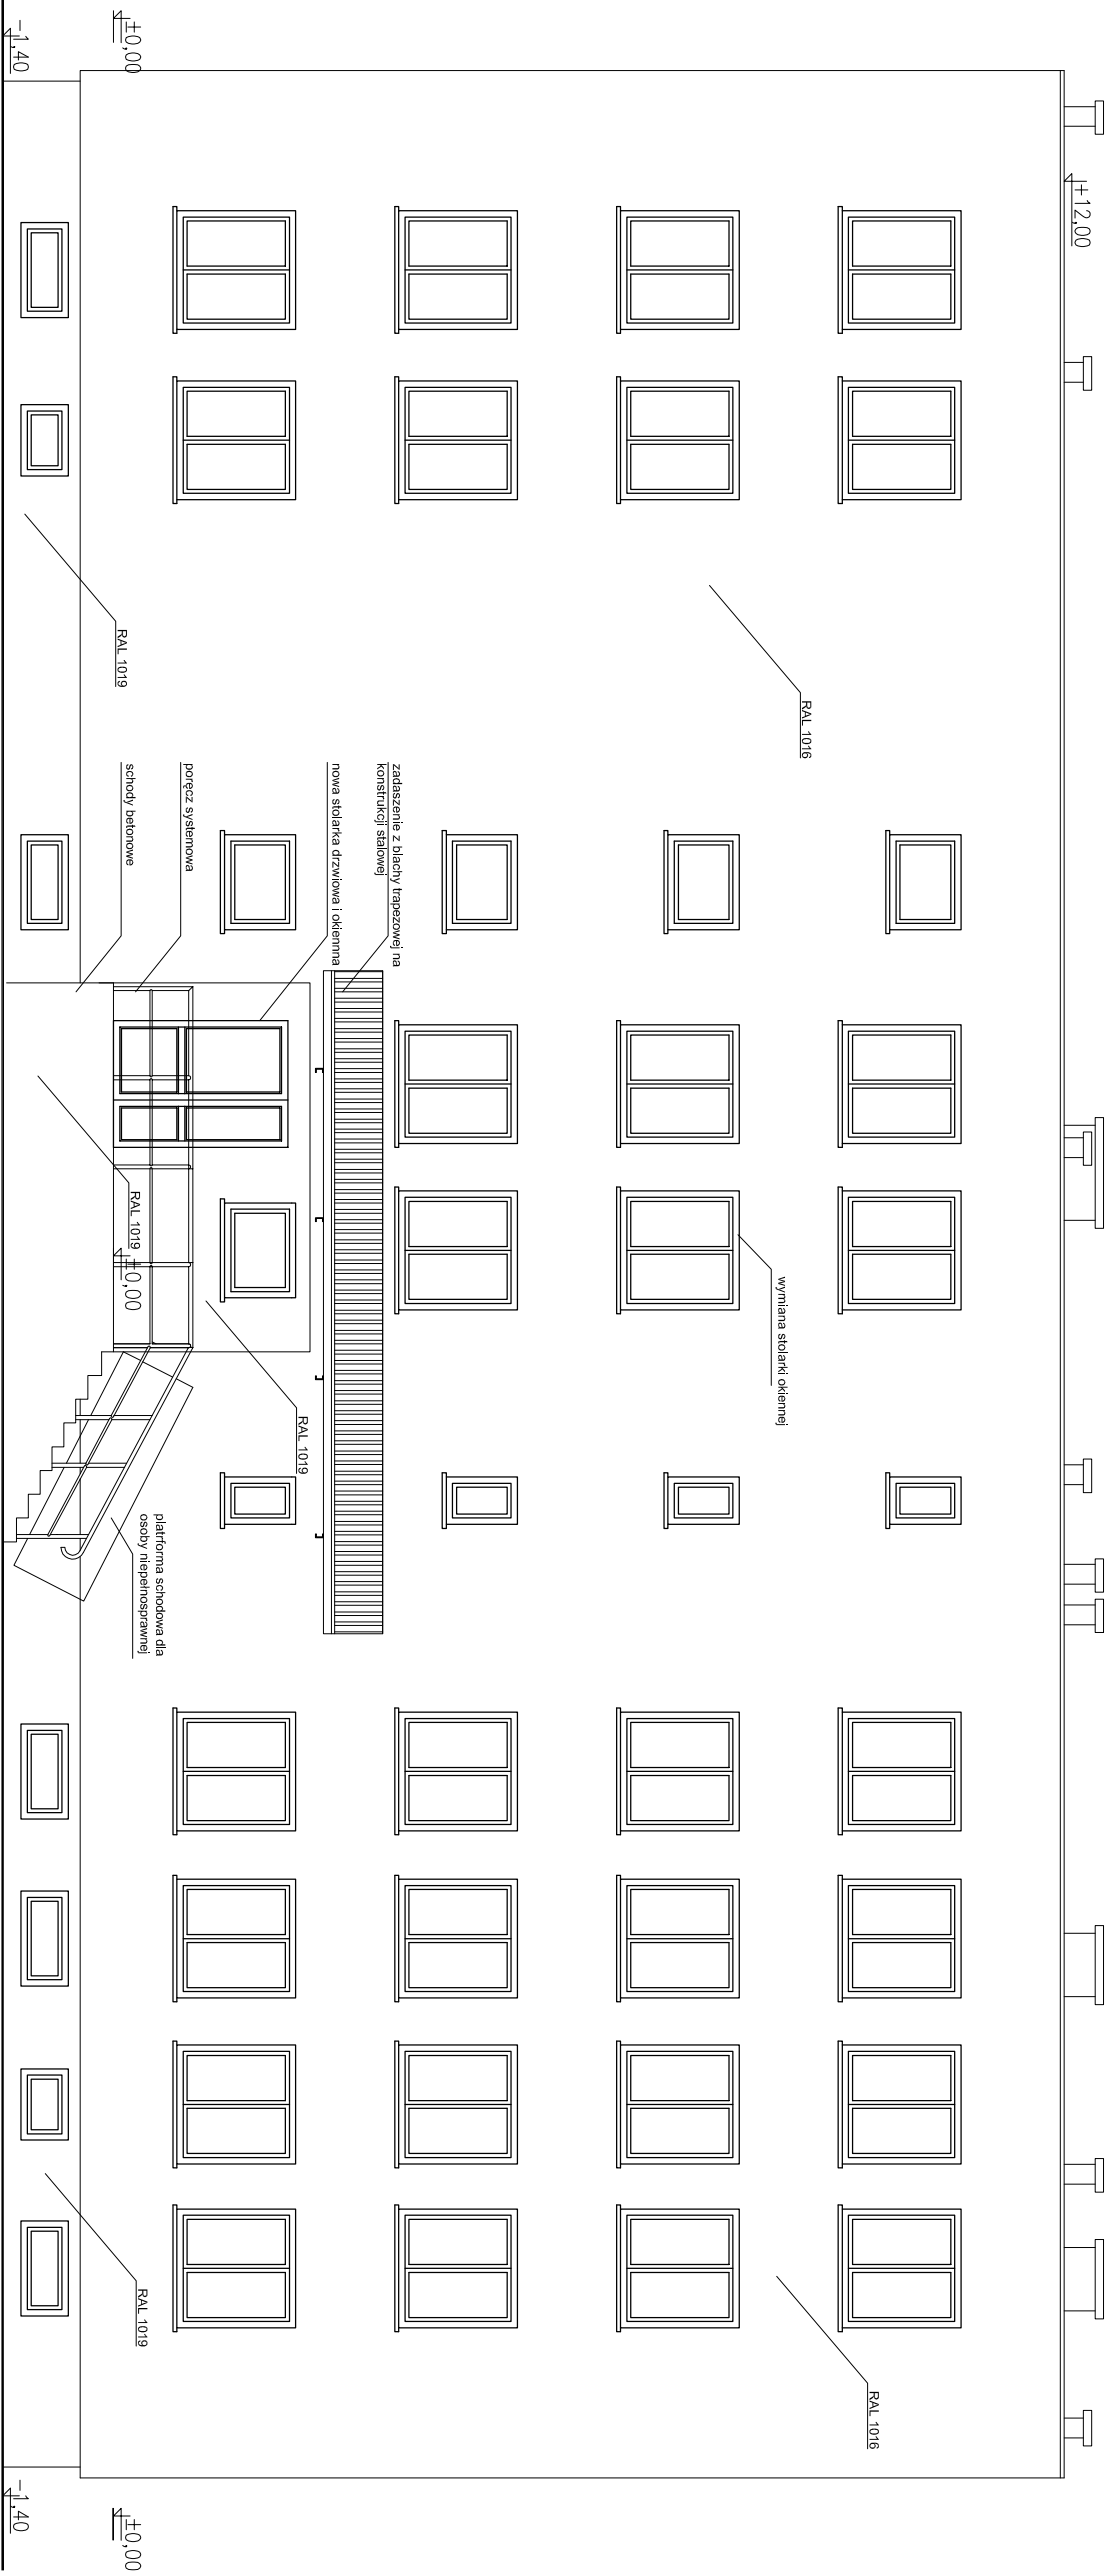 ±0,00
-1,40
+12,00
RAL 1019
RAL 1016
schody betonowe
poręcz systemowa
nowa stolarka drzwiowa i okiennna
zadaszenie z blachy trapezowej na
konstrukcji stalowej
RAL 1019
±0,00
wymiana stolarki okiennej
RAL 1019
platrforma schodowa dla
osoby niepełnosprawnej
RAL 1019
RAL 1016
-1,40
±0,00